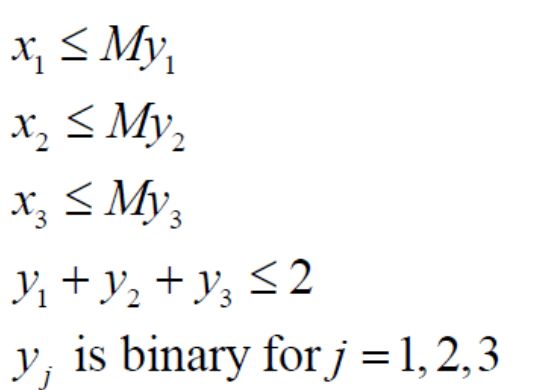 x₁ ≤ My₁
x₂ ≤ My₂
x₃ ≤ My₃
y₁ + y₂ + y₃ ≤ 2
yⱼ is binary for j = 1, 2, 3